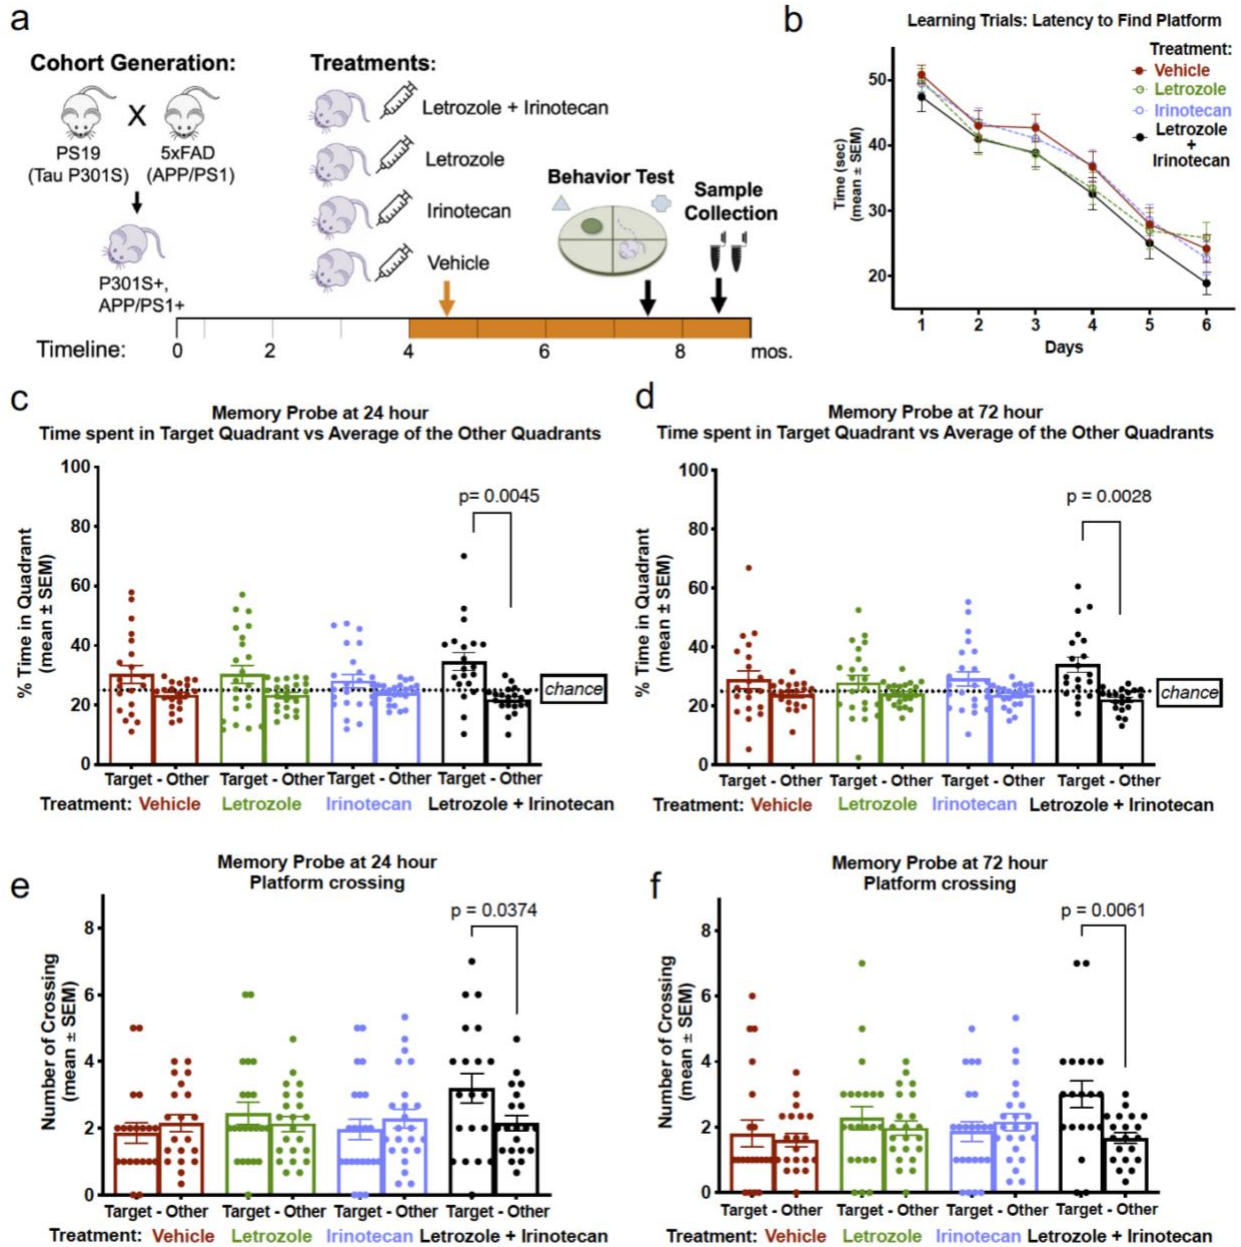 a
Cohort Generation:
X
PS19
(Tau P301S)
5xFAD
(APP/PS1)
P301S+,
APP/PS1+
Treatments:
Letrozole + Irinotecan
Letrozole
Irinotecan
Vehicle
Behavior Test
Sample
Collection
Timeline:
0 2 4 6 8 mos.
b
Learning Trials: Latency to Find Platform
Time (sec)
(mean ± SEM)
50
40
30
20
1 2 3 4 5 6
Days
Treatment:
Vehicle
Letrozole
Irinotecan
Letrozole
+
Irinotecan
c
Memory Probe at 24 hour
Time spent in Target Quadrant vs Average of the Other Quadrants
% Time in Quadrant
(mean ± SEM)
100
80
60
40
20
0
p= 0.0045
chance
Target - Other Target - Other Target - Other Target - Other
Treatment: Vehicle Letrozole Irinotecan Letrozole + Irinotecan
d
Memory Probe at 72 hour
Time spent in Target Quadrant vs Average of the Other Quadrants
% Time in Quadrant
(mean ± SEM)
100
80
60
40
20
0
p = 0.0028
chance
Target - Other Target - Other Target - Other Target - Other
Treatment: Vehicle Letrozole Irinotecan Letrozole + Irinotecan
e
Memory Probe at 24 hour
Platform crossing
Number of Crossing
(mean ± SEM)
8
6
4
2
0
p = 0.0374
Target - Other Target - Other Target - Other Target - Other
Treatment: Vehicle Letrozole Irinotecan Letrozole + Irinotecan
f
Memory Probe at 72 hour
Platform crossing
Number of Crossing
(mean ± SEM)
8
6
4
2
0
p = 0.0061
Target - Other Target - Other Target - Other Target - Other
Treatment: Vehicle Letrozole Irinotecan Letrozole + Irinotecan